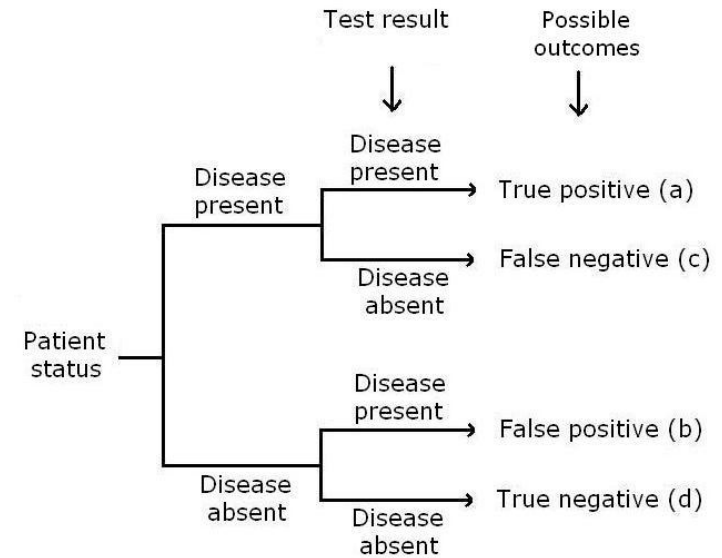 Test result
Possible
outcomes
Disease
present
Disease
present
True positive (a)
False negative (c)
Disease
absent
Patient
status
Disease
present
False positive (b)
Disease
absent
True negative (d)
Disease
absent